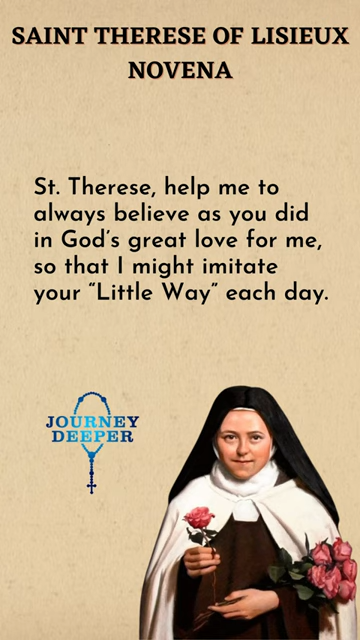 SAINT THERESE OF LISIEUX
NOVENA
St. Therese, help me to
always believe as you did
in God's great love for me,
so that I might imitate
your “Little Way” each day.
JOURNEY
DEEPER